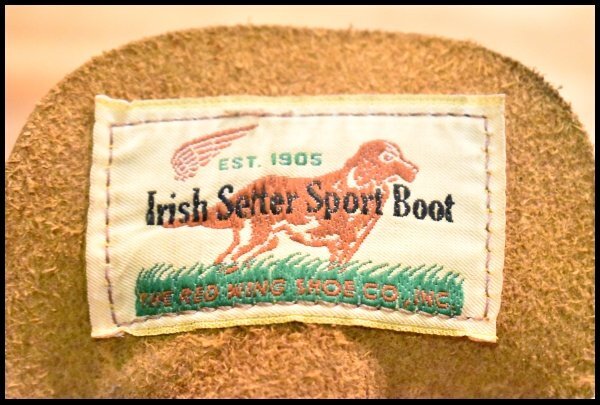 EST. 1905
Irish Setter Sport Boot
THE RED WING SHOE CO., INC.